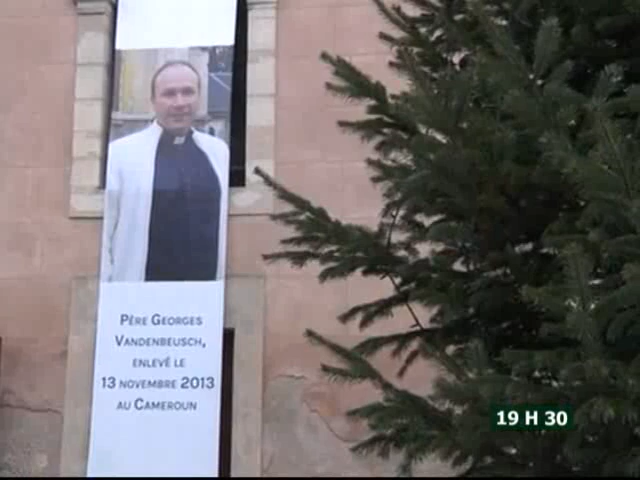 Père Georges
Vandenbeusch,
enlevé le
13 novembre 2013
au Cameroun
19 H 30